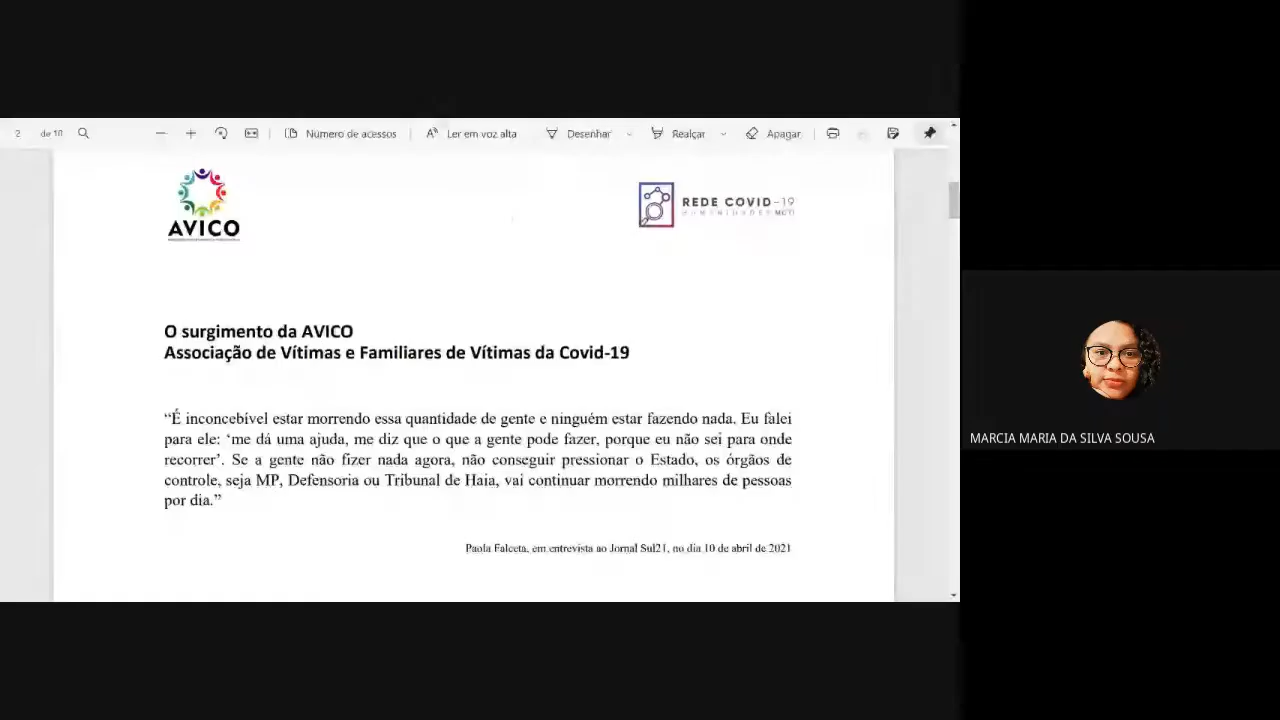 2 de 18 Número de acessos Ler em voz alta Desenhar Realçar Apagar
AVICO
REDE COVID-19
HUMANIDADES MCTI
O surgimento da AVICO
Associação de Vítimas e Familiares de Vítimas da Covid-19
“É inconcebível estar morrendo essa quantidade de gente e ninguém estar fazendo nada. Eu falei
para ele: ‘me dá uma ajuda, me diz que o que a gente pode fazer, porque eu não sei para onde
recorrer’. Se a gente não fizer nada agora, não conseguir pressionar o Estado, os órgãos de
controle, seja MP, Defensoria ou Tribunal de Haia, vai continuar morrendo milhares de pessoas
por dia.”
Paola Falceta, em entrevista ao Jornal Sul21, no dia 10 de abril de 2021
MARCIA MARIA DA SILVA SOUSA